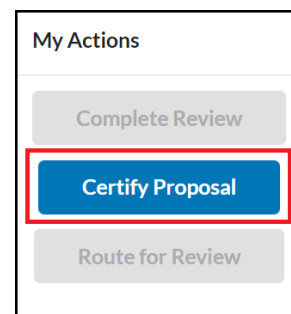 My Actions
Complete Review
Certify Proposal
Route for Review